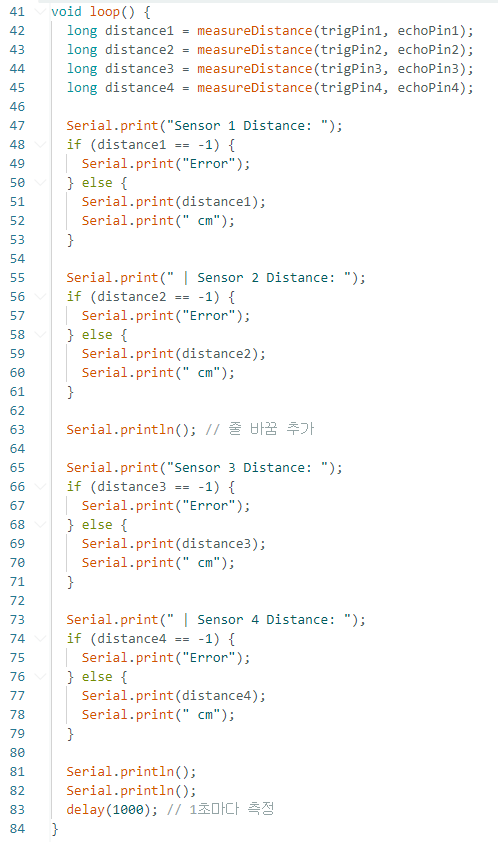 41 void loop() {
42   long distance1 = measureDistance(trigPin1, echoPin1);
43   long distance2 = measureDistance(trigPin2, echoPin2);
44   long distance3 = measureDistance(trigPin3, echoPin3);
45   long distance4 = measureDistance(trigPin4, echoPin4);
46
47   Serial.print("Sensor 1 Distance: ");
48   if (distance1 == -1) {
49     Serial.print("Error");
50   } else {
51     Serial.print(distance1);
52     Serial.print(" cm");
53   }
54
55   Serial.print(" | Sensor 2 Distance: ");
56   if (distance2 == -1) {
57     Serial.print("Error");
58   } else {
59     Serial.print(distance2);
60     Serial.print(" cm");
61   }
62
63   Serial.println(); // 줄 바꿈 추가
64
65   Serial.print("Sensor 3 Distance: ");
66   if (distance3 == -1) {
67     Serial.print("Error");
68   } else {
69     Serial.print(distance3);
70     Serial.print(" cm");
71   }
72
73   Serial.print(" | Sensor 4 Distance: ");
74   if (distance4 == -1) {
75     Serial.print("Error");
76   } else {
77     Serial.print(distance4);
78     Serial.print(" cm");
79   }
80
81   Serial.println();
82   Serial.println();
83   delay(1000); // 1초마다 측정
84 }